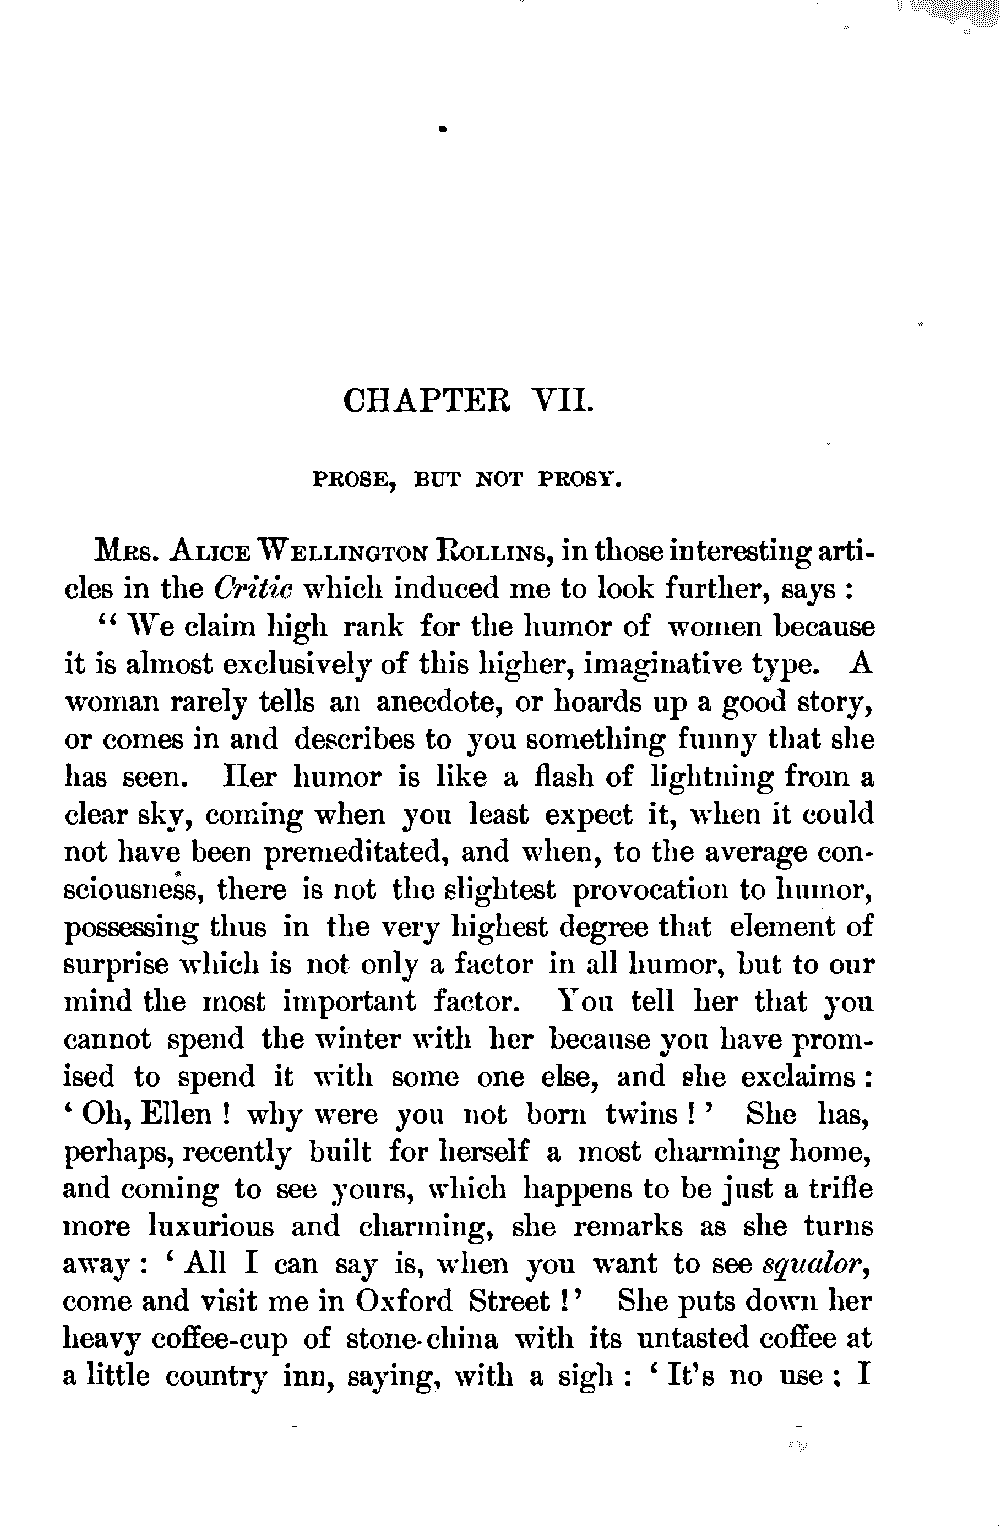 CHAPTER VII.
PROSE, BUT NOT PROSY.
MRS. ALICE WELLINGTON ROLLINS, in those interesting arti-
cles in the Critic which induced me to look further, says :
“ We claim high rank for the humor of women because
it is almost exclusively of this higher, imaginative type. A
woman rarely tells an anecdote, or hoards up a good story,
or comes in and describes to you something funny that she
has seen. Her humor is like a flash of lightning from a
clear sky, coming when you least expect it, when it could
not have been premeditated, and when, to the average con-
sciousness, there is not the slightest provocation to humor,
possessing thus in the very highest degree that element of
surprise which is not only a factor in all humor, but to our
mind the most important factor. You tell her that you
cannot spend the winter with her because you have prom-
ised to spend it with some one else, and she exclaims :
‘ Oh, Ellen ! why were you not born twins ! ’ She has,
perhaps, recently built for herself a most charming home,
and coming to see yours, which happens to be just a trifle
more luxurious and charming, she remarks as she turns
away : ‘ All I can say is, when you want to see squalor,
come and visit me in Oxford Street ! ’ She puts down her
heavy coffee-cup of stone-china with its untasted coffee at
a little country inn, saying, with a sigh : ‘ It’s no use ; I